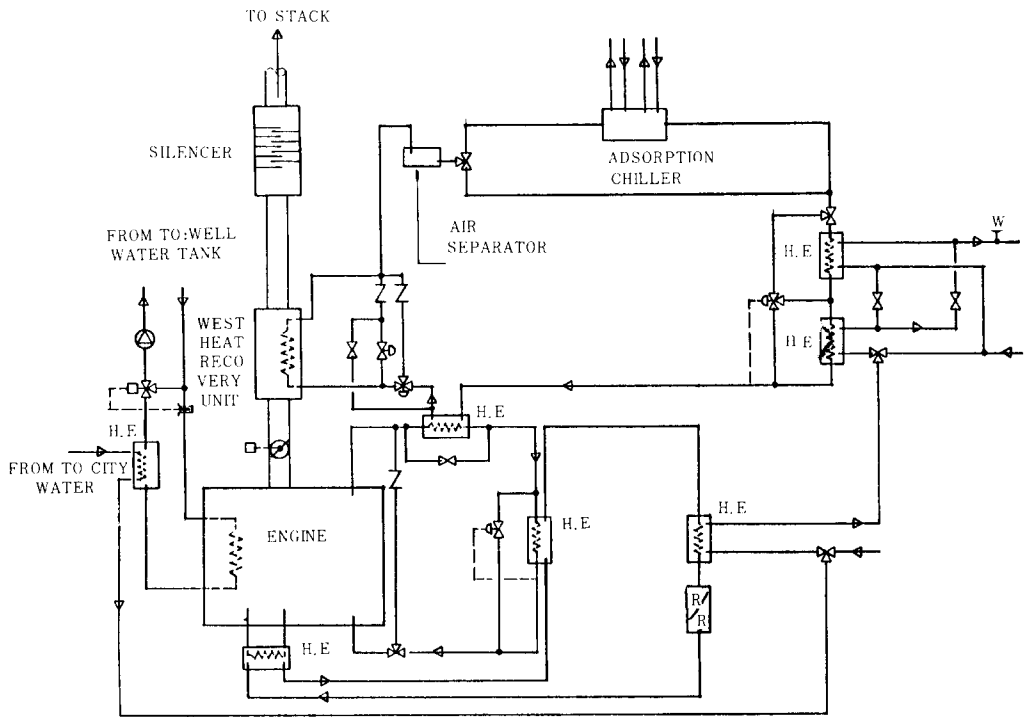 TO STACK
SILENCER
ADSORPTION
CHILLER
AIR
SEPARATOR
FROM TO:WELL
WATER TANK
W
H.E
WEST
HEAT
RECO
VERY
UNIT
H.E
H.E
H.E
FROM TO CITY
WATER
ENGINE
H.E
H.E
R
R
H.E